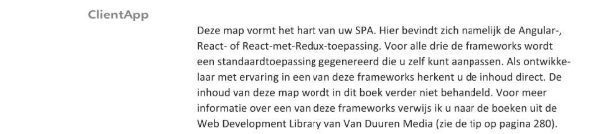 ClientApp
Deze map vormt het hart van uw SPA. Hier bevindt zich namelijk de Angular-,
React- of React-met-Redux-toepassing. Voor alle drie de frameworks wordt
een standaardtoepassing gegenereerd die u zelf kunt aanpassen. Als ontwikke-
laar met ervaring in een van deze frameworks herkent u de inhoud direct. De
inhoud van deze map wordt in dit boek verder niet behandeld. Voor meer
informatie over een van deze frameworks verwijs ik u naar de boeken uit de
Web Development Library van Van Duuren Media (zie de tip op pagina 280).